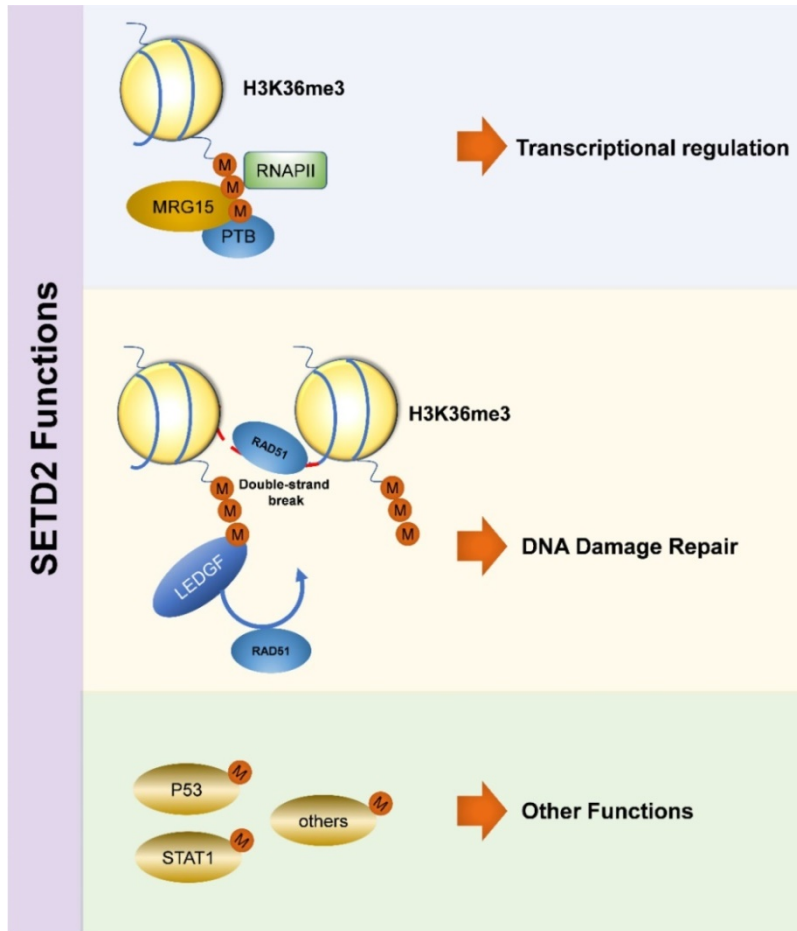 SETD2 Functions
H3K36me3
M
M
M
RNAPII
MRG15
PTB
Transcriptional regulation
H3K36me3
RAD51
Double-strand
break
M
M
M
M
M
M
LEDGF
RAD51
DNA Damage Repair
P53
M
STAT1
M
others
M
Other Functions